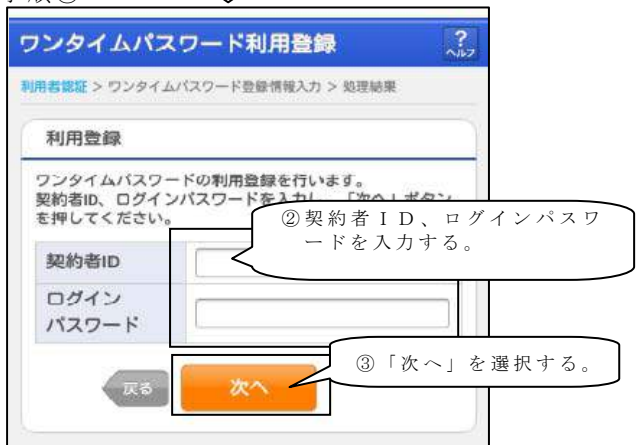 ワンタイムパスワード利用登録
?
ヘルプ
利用者認証 > ワンタイムパスワード登録情報入力 > 処理結果
利用登録
ワンタイムパスワードの利用登録を行います。
契約者ID、ログインパスワードを入力し、「次へ」ボタン
を押してください。
②契約者ＩＤ、ログインパスワ
ードを入力する。
契約者ID
ログイン
パスワード
③「次へ」を選択する。
戻る
次へ